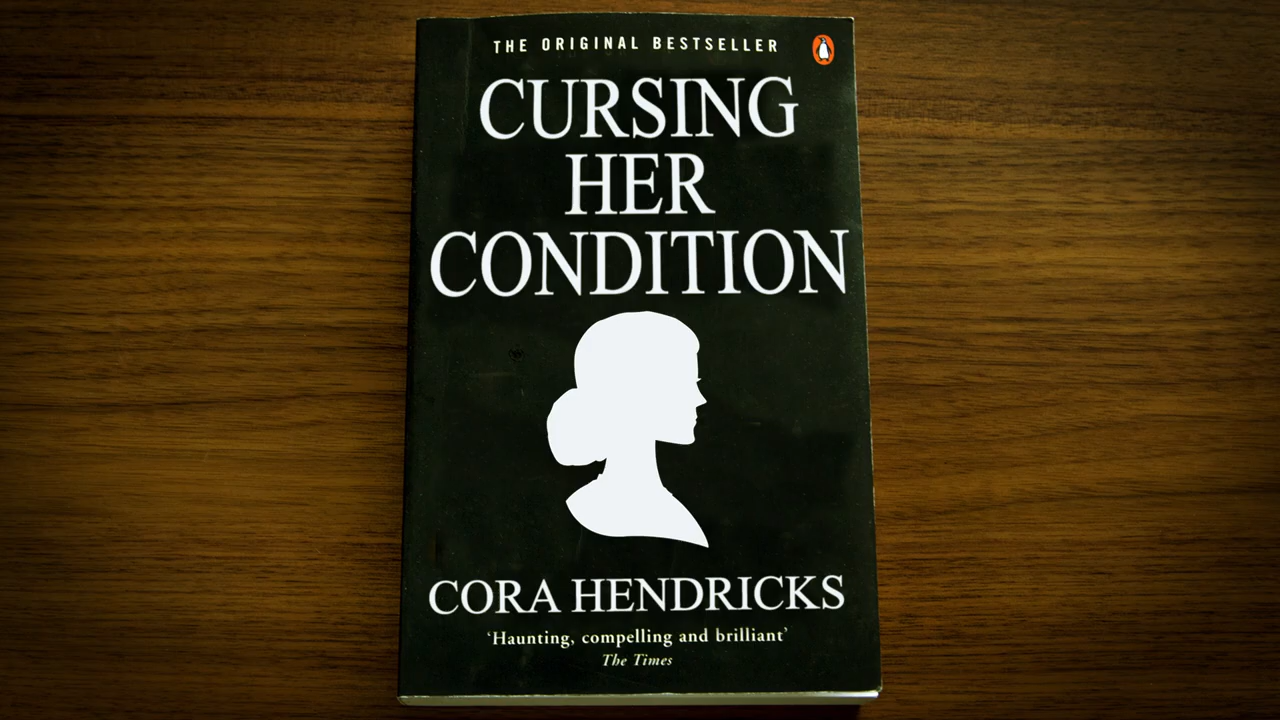 THE ORIGINAL BESTSELLER
CURSING
HER
CONDITION
CORA HENDRICKS
‘Haunting, compelling and brilliant’
The Times